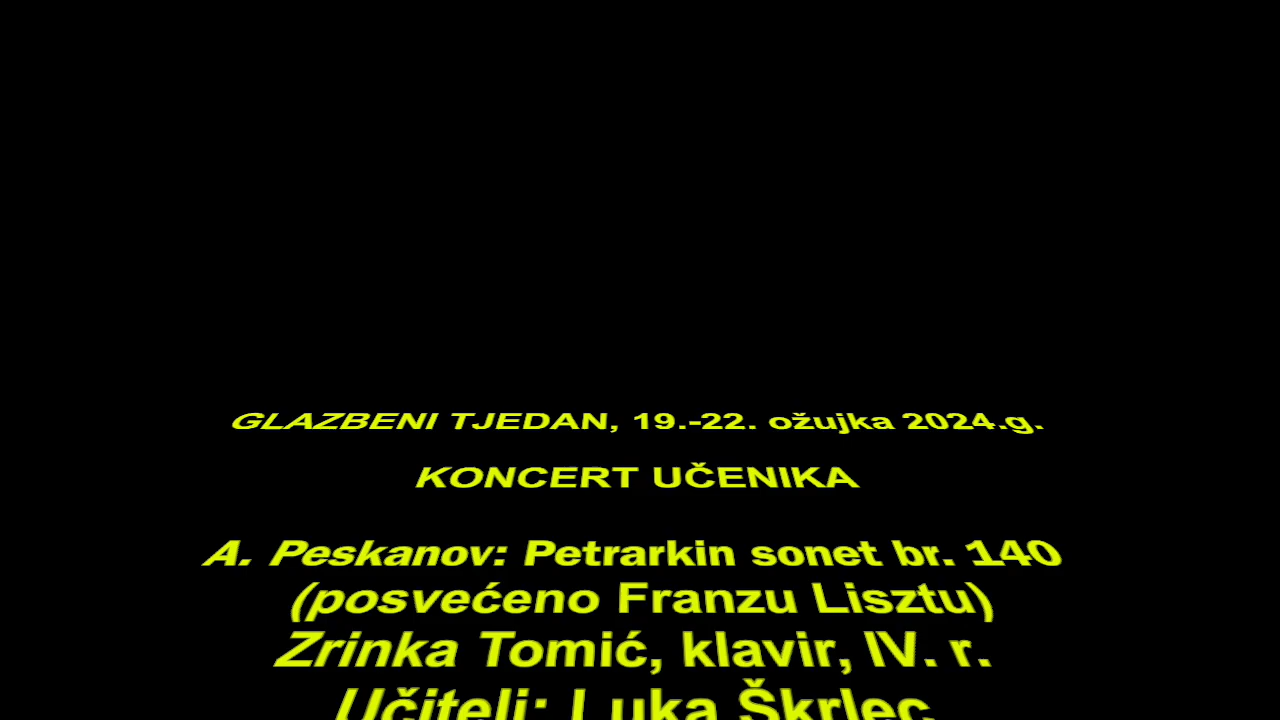 GLAZBENI TJEDAN, 19.-22. ožujka 2024.g.
KONCERT UČENIKA
A. Peskanov: Petrarkin sonet br. 140
(posvećeno Franzu Lisztu)
Zrinka Tomić, klavir, IV. r.
Učitelj: Luka Škrlec